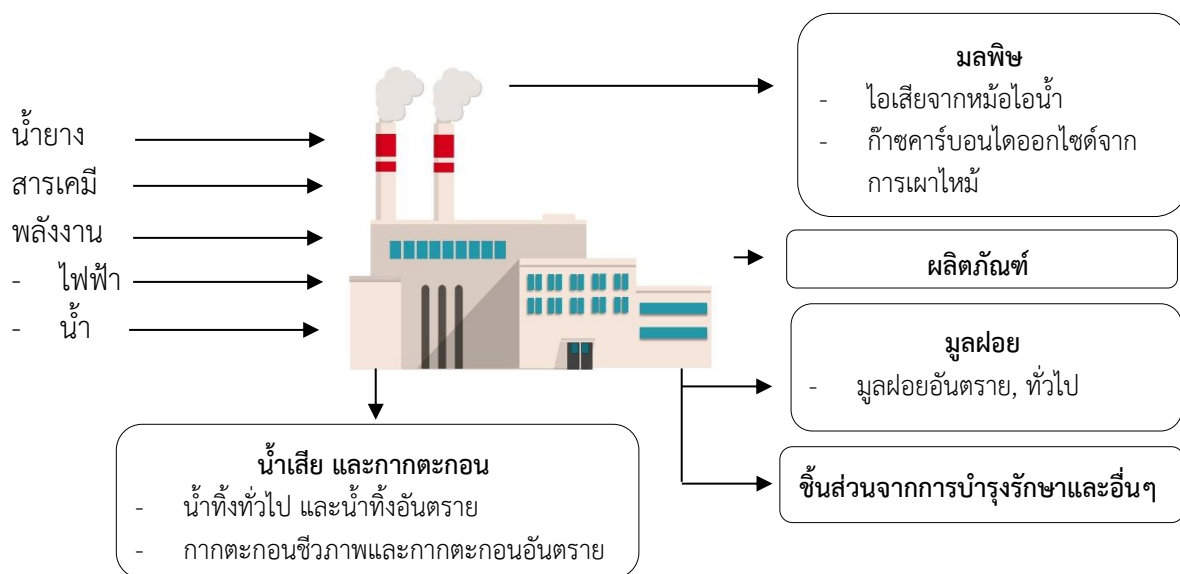 น้ำยาง
สารเคมี
พลังงาน
- ไฟฟ้า
- น้ำ
มลพิษ
- ไอเสียจากหม้อไอน้ำ
- ก๊าซคาร์บอนไดออกไซด์จาก
การเผาไหม้
ผลิตภัณฑ์
มูลฝอย
- มูลฝอยอันตราย, ทั่วไป
ชิ้นส่วนจากการบำรุงรักษาและอื่นๆ
น้ำเสีย และกากตะกอน
- น้ำทิ้งทั่วไป และน้ำทิ้งอันตราย
- กากตะกอนชีวภาพและกากตะกอนอันตราย